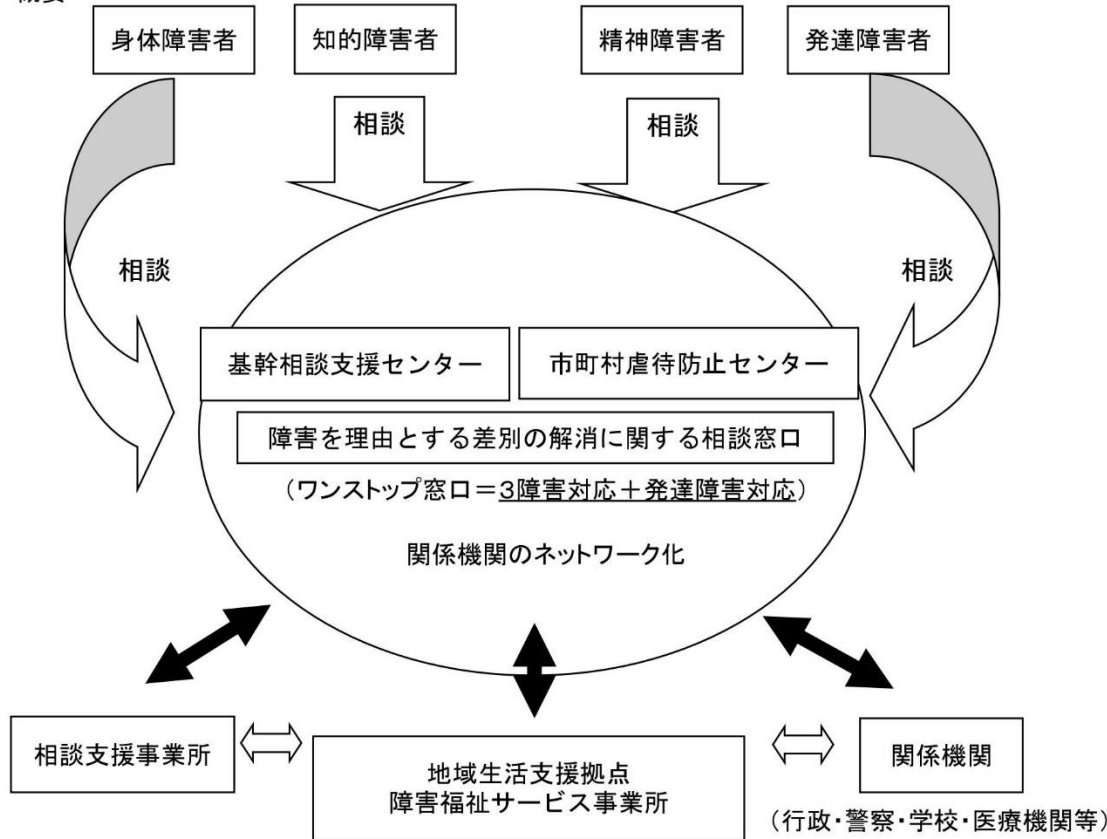 概要
身体障害者
知的障害者
精神障害者
発達障害者
相談
相談
相談
相談
基幹相談支援センター
市町村虐待防止センター
障害を理由とする差別の解消に関する相談窓口
（ワンストップ窓口＝３障害対応＋発達障害対応）
関係機関のネットワーク化
相談支援事業所
地域生活支援拠点
障害福祉サービス事業所
関係機関
（行政・警察・学校・医療機関等）